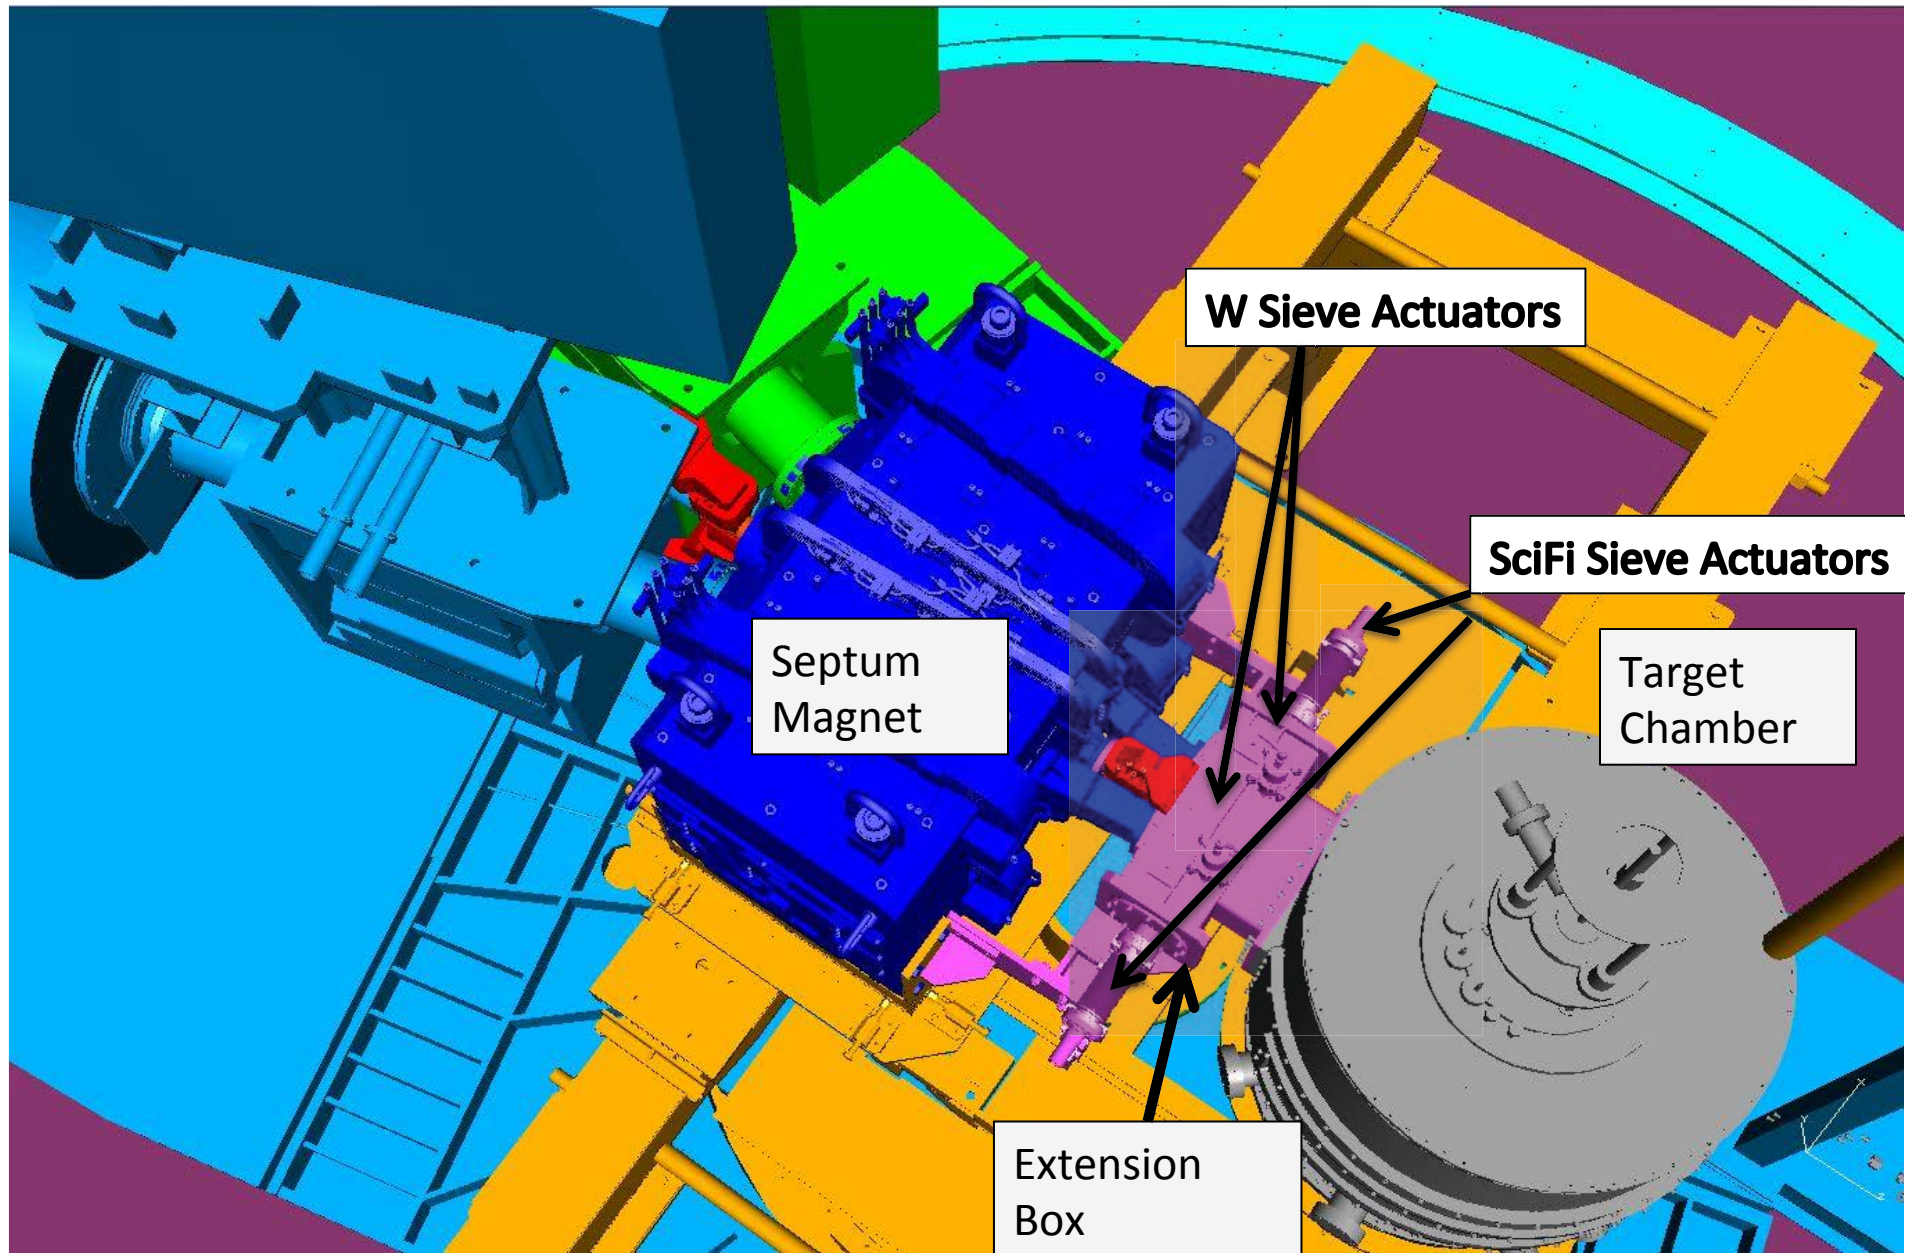 W Sieve Actuators
SciFi Sieve Actuators
Septum
Magnet
Target
Chamber
Extension
Box